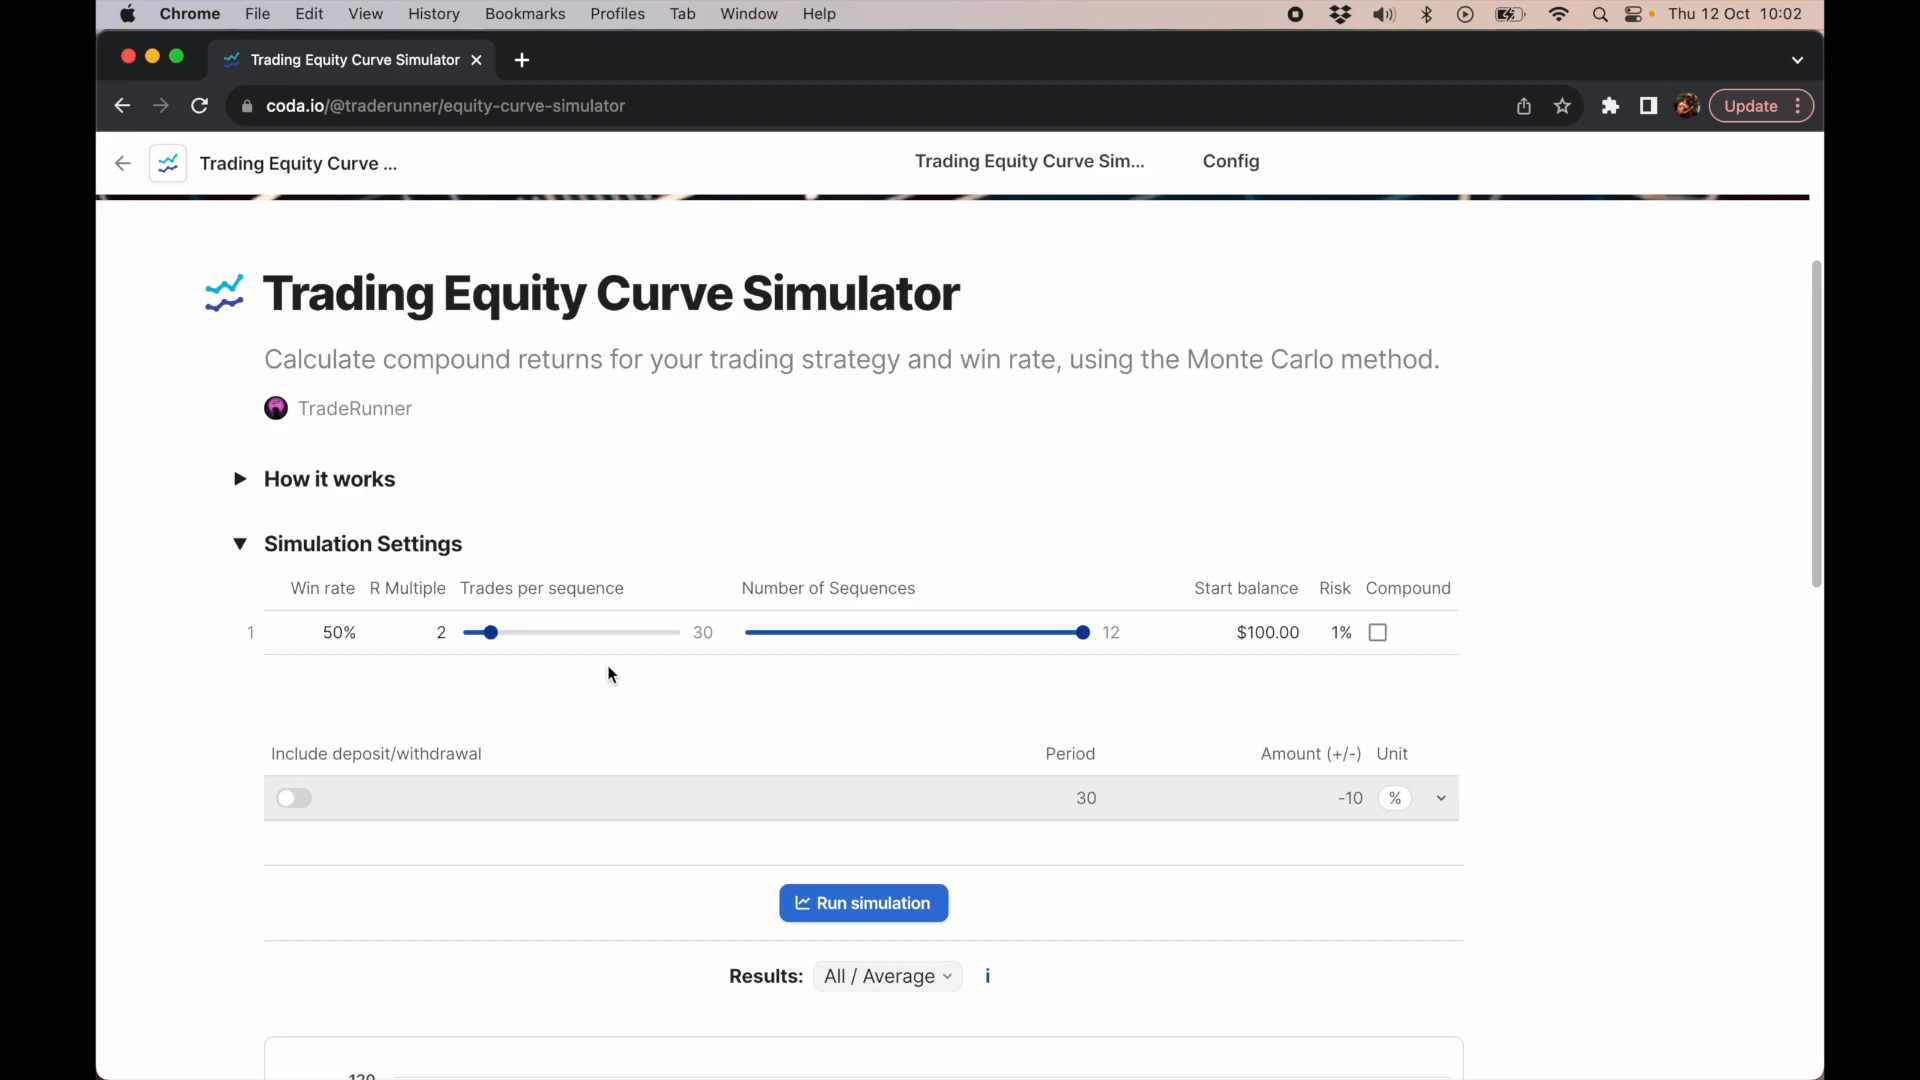 Chrome File Edit View History Bookmarks Profiles Tab Window Help Thu 12 Oct 10:02
Trading Equity Curve Simulator
coda.io/@traderunner/equity-curve-simulator Update
Trading Equity Curve ... Trading Equity Curve Sim... Config
Trading Equity Curve Simulator
Calculate compound returns for your trading strategy and win rate, using the Monte Carlo method.
TradeRunner
How it works
Simulation Settings
Win rate R Multiple Trades per sequence Number of Sequences Start balance Risk Compound
1 50% 2 30 12 $100.00 1%
Include deposit/withdrawal Period Amount (+/-) Unit
30 -10 %
Run simulation
Results: All / Average i
120